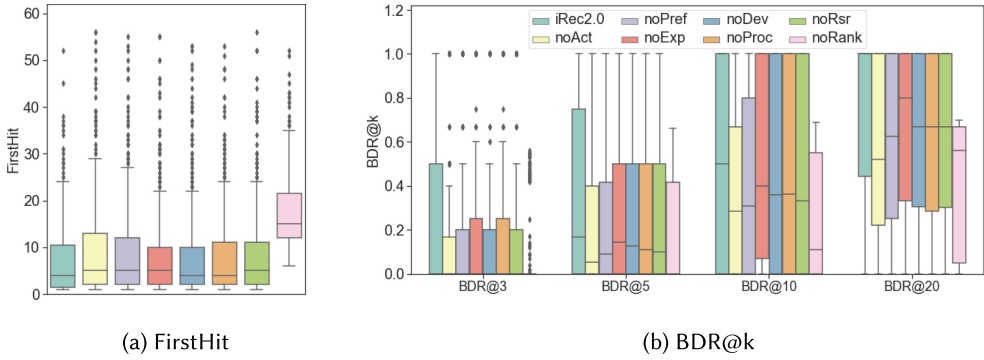 60
50
40
30
20
10
0
FirstHit
(a) FirstHit
1.2
1.0
0.8
0.6
0.4
0.2
0.0
BDR@k
iRec2.0 noPref noDev noRsr
noAct noExp noProc noRank
BDR@3 BDR@5 BDR@10 BDR@20
(b) BDR@k